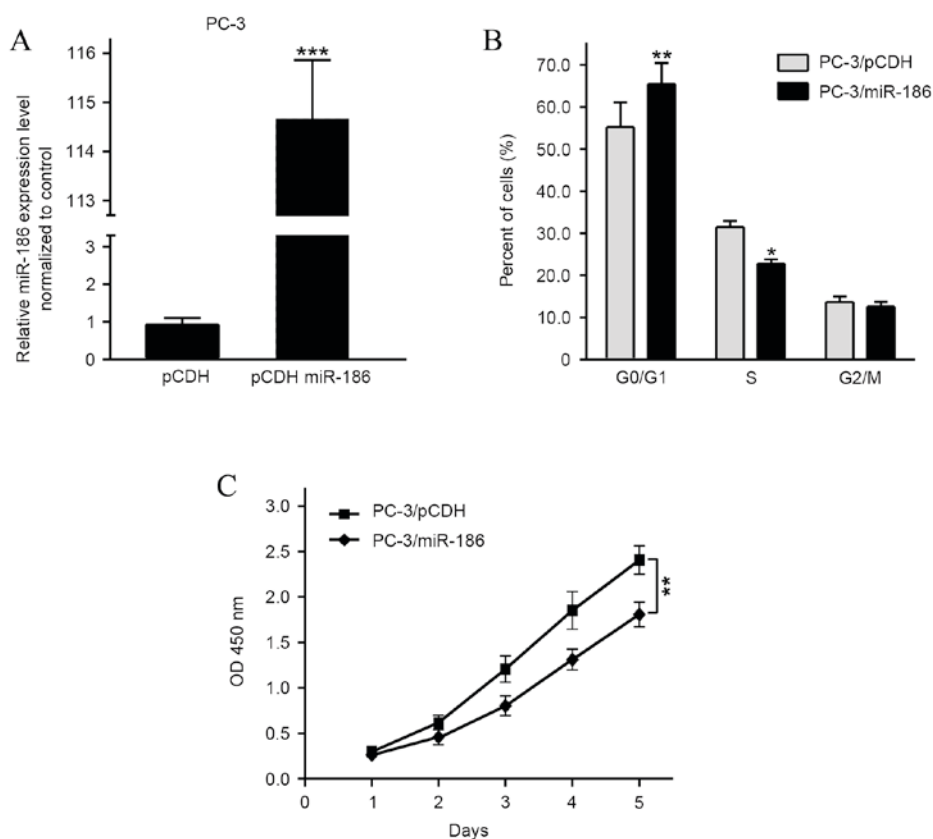 A
PC-3
Relative miR-186 expression level
normalized to control
116
115
114
113
3
2
1
0
***
pCDH
pCDH miR-186
B
Percent of cells (%)
70.0
60.0
50.0
40.0
30.0
20.0
10.0
0
**
*
PC-3/pCDH
PC-3/miR-186
G0/G1
S
G2/M
C
OD 450 nm
3.0
2.5
2.0
1.5
1.0
0.5
0.0
PC-3/pCDH
PC-3/miR-186
**
0
1
2
3
4
5
Days